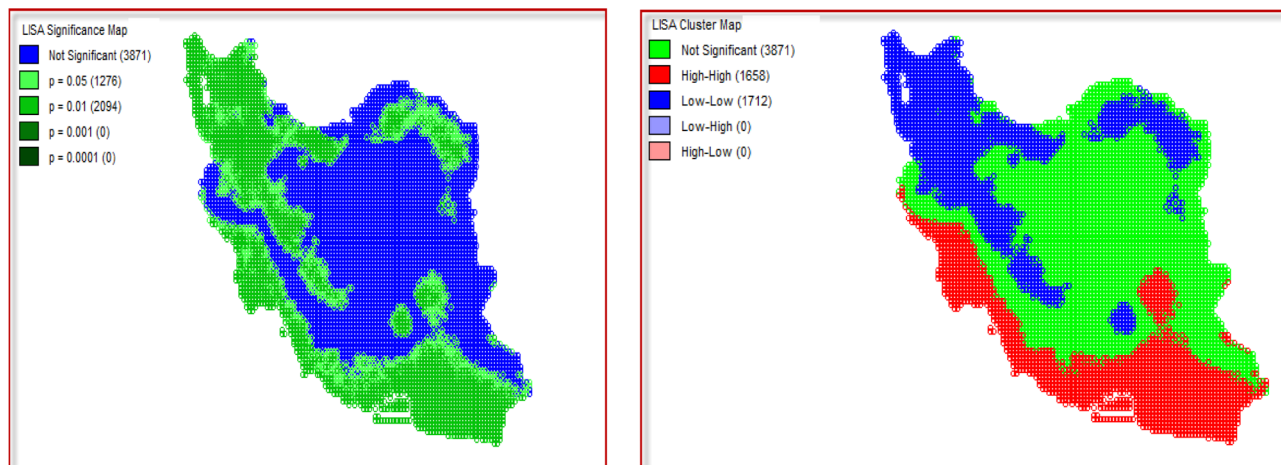 LISA Significance Map
Not Significant (3871)
p = 0.05 (1276)
p = 0.01 (2094)
p = 0.001 (0)
p = 0.0001 (0)
LISA Cluster Map
Not Significant (3871)
High-High (1658)
Low-Low (1712)
Low-High (0)
High-Low (0)